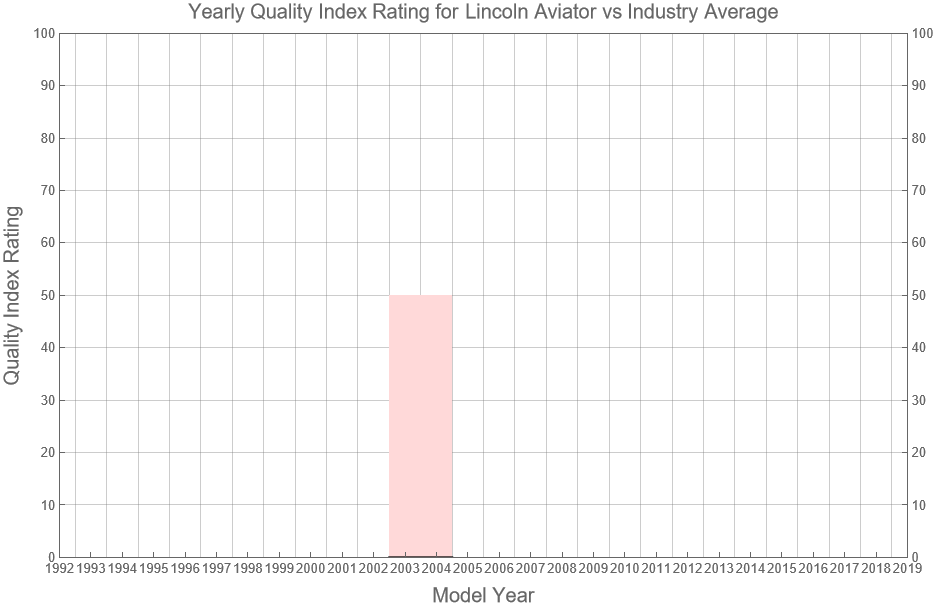 Yearly Quality Index Rating for Lincoln Aviator vs Industry Average
100 100
90 90
80 80
70 70
60 60
50 50
40 40
30 30
20 20
10 10
0 0
Quality Index Rating
1992 1993 1994 1995 1996 1997 1998 1999 2000 2001 2002 2003 2004 2005 2006 2007 2008 2009 2010 2011 2012 2013 2014 2015 2016 2017 2018 2019
Model Year